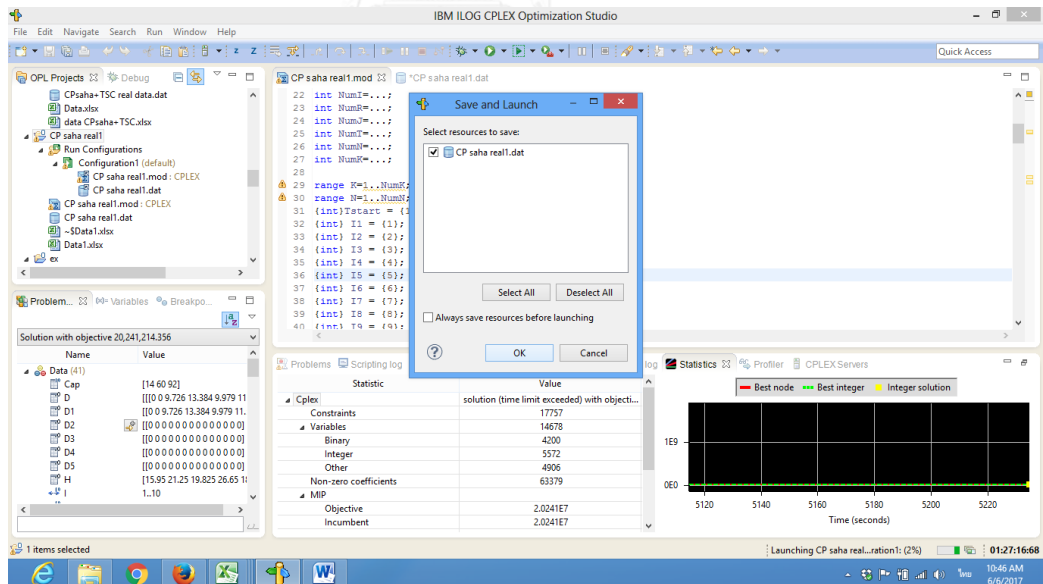 IBM ILOG CPLEX Optimization Studio
File Edit Navigate Search Run Window Help
Quick Access
OPL Projects Debug
CPsaha+TSC real data.dat
Data.xlsx
data CPsaha+TSC.xlsx
CP saha real1
Run Configurations
Configuration1 (default)
CP saha real1.mod : CPLEX
CP saha real1.dat
CP saha real1.mod : CPLEX
CP saha real1.dat
~$Data1.xlsx
Data1.xlsx
ex
CP saha real1.mod *CP saha real1.dat
22 int NumI=...;
23 int NumR=...;
24 int NumJ=...;
25 int NumT=...;
26 int NumN=...;
27 int NumK=...;
28
29 range K=1..NumK;
30 range N=1..NumN;
31 {int}Tstart = {1
32 {int} I1 = {1};
33 {int} I2 = {2};
34 {int} I3 = {3};
35 {int} I4 = {4};
36 {int} I5 = {5};
37 {int} I6 = {6};
38 {int} I7 = {7};
39 {int} I8 = {8};
40 {int} I9 = {9};
Save and Launch
Select resources to save:
CP saha real1.dat
Select All Deselect All
Always save resources before launching
OK Cancel
Problem... Variables Breakpo...
Solution with objective 20,241,214.356
Name Value
Data (41)
Cap [14 60 92]
D [[[0 0 9.726 13.384 9.979 11
D1 [[0 0 9.726 13.384 9.979 11.
D2 [[0 0 0 0 0 0 0 0 0 0 0 0 0 0]
D3 [[0 0 0 0 0 0 0 0 0 0 0 0 0 0]
D4 [[0 0 0 0 0 0 0 0 0 0 0 0 0 0]
D5 [[0 0 0 0 0 0 0 0 0 0 0 0 0 0]
H [15.95 21.25 19.825 26.65 1
I 1..10
Problems Scripting log log Statistics Profiler CPLEX Servers
Statistic Value
Cplex solution (time limit exceeded) with objecti...
Constraints 17757
Variables 14678
Binary 4200
Integer 5572
Other 4906
Non-zero coefficients 63379
MIP
Objective 2.0241E7
Incumbent 2.0241E7
Best node Best integer Integer solution
1E9
0E0
5120 5140 5160 5180 5200 5220
Time (seconds)
1 items selected
Launching CP saha real...ration1: (2%) 01:27:16:68
ไทย
10:46 AM
6/6/2017